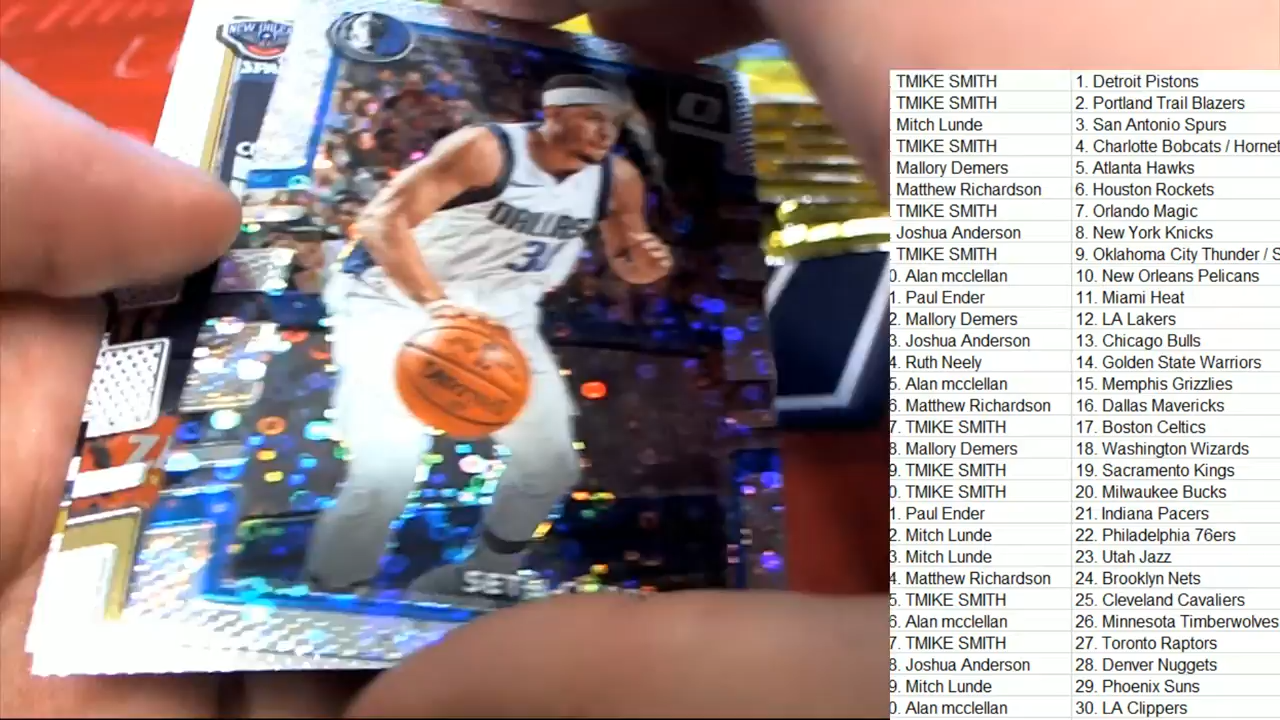 NEW ORLEANS
DALLAS
30
SETH
TMIKE SMITH 1. Detroit Pistons
TMIKE SMITH 2. Portland Trail Blazers
Mitch Lunde 3. San Antonio Spurs
TMIKE SMITH 4. Charlotte Bobcats / Hornet
Mallory Demers 5. Atlanta Hawks
Matthew Richardson 6. Houston Rockets
TMIKE SMITH 7. Orlando Magic
Joshua Anderson 8. New York Knicks
TMIKE SMITH 9. Oklahoma City Thunder / S
0. Alan mcclellan 10. New Orleans Pelicans
1. Paul Ender 11. Miami Heat
2. Mallory Demers 12. LA Lakers
3. Joshua Anderson 13. Chicago Bulls
4. Ruth Neely 14. Golden State Warriors
5. Alan mcclellan 15. Memphis Grizzlies
6. Matthew Richardson 16. Dallas Mavericks
7. TMIKE SMITH 17. Boston Celtics
8. Mallory Demers 18. Washington Wizards
9. TMIKE SMITH 19. Sacramento Kings
0. TMIKE SMITH 20. Milwaukee Bucks
1. Paul Ender 21. Indiana Pacers
2. Mitch Lunde 22. Philadelphia 76ers
3. Mitch Lunde 23. Utah Jazz
4. Matthew Richardson 24. Brooklyn Nets
5. TMIKE SMITH 25. Cleveland Cavaliers
6. Alan mcclellan 26. Minnesota Timberwolves
7. TMIKE SMITH 27. Toronto Raptors
8. Joshua Anderson 28. Denver Nuggets
9. Mitch Lunde 29. Phoenix Suns
0. Alan mcclellan 30. LA Clippers